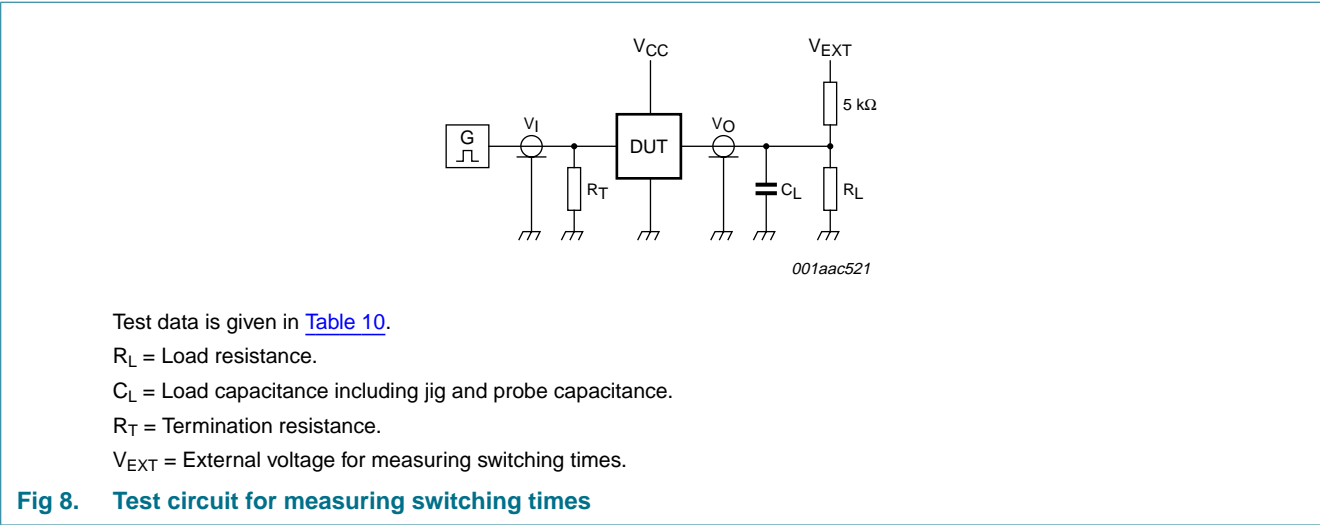 VCC
VEXT
5 kΩ
G
VI
DUT
VO
RT
CL
RL
001aac521
Test data is given in Table 10.
RL = Load resistance.
CL = Load capacitance including jig and probe capacitance.
RT = Termination resistance.
VEXT = External voltage for measuring switching times.
Fig 8. Test circuit for measuring switching times